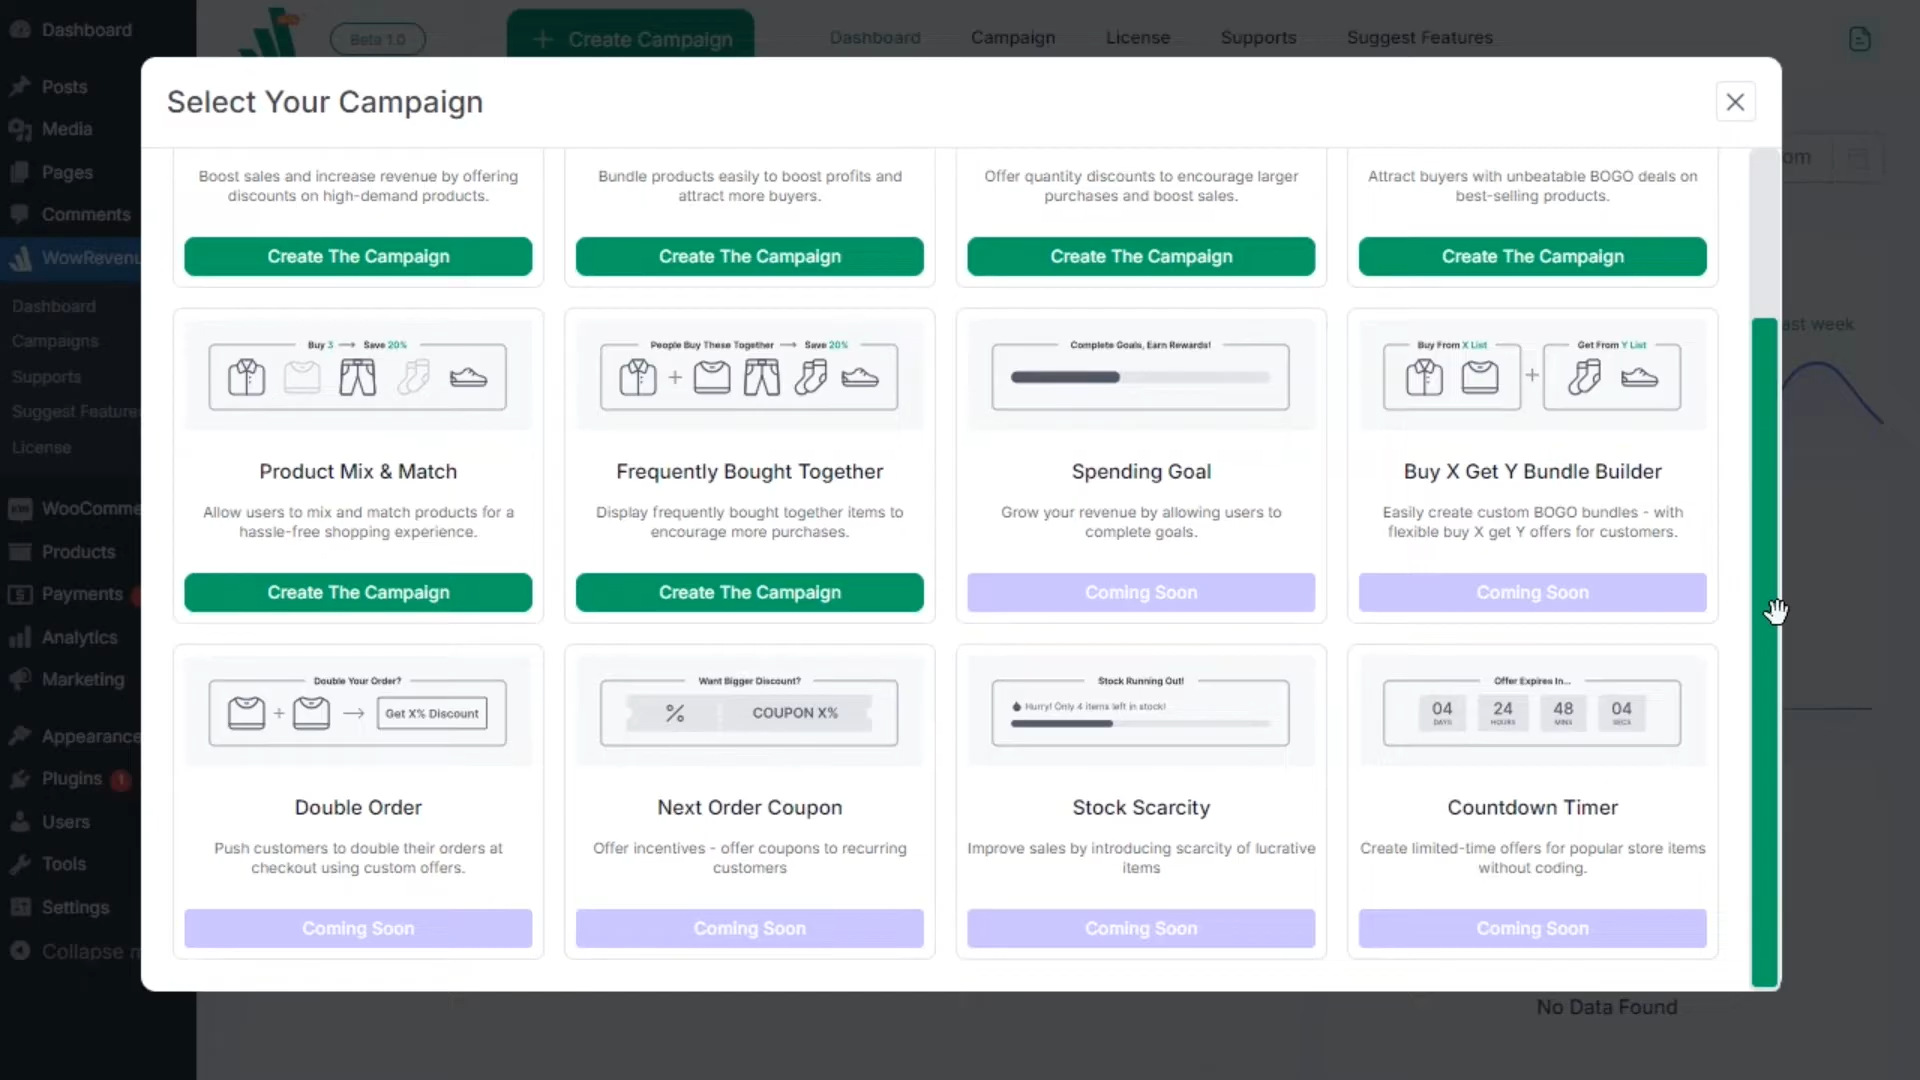 Dashboard
Beta 1.0
+ Create Campaign
Dashboard
Campaign
License
Supports
Suggest Features
Select Your Campaign
Posts
Media
Pages
Comments
WowRevenu
Dashboard
Campaigns
Supports
Suggest Feature
License
WooComme
Products
Payments
Analytics
Marketing
Appearance
Plugins 1
Users
Tools
Settings
Collapse m
om
ast week
Boost sales and increase revenue by offering
discounts on high-demand products.
Create The Campaign
Bundle products easily to boost profits and
attract more buyers.
Create The Campaign
Offer quantity discounts to encourage larger
purchases and boost sales.
Create The Campaign
Attract buyers with unbeatable BOGO deals on
best-selling products.
Create The Campaign
Buy 3 → Save 20%
Product Mix & Match
Allow users to mix and match products for a
hassle-free shopping experience.
Create The Campaign
People Buy These Together → Save 20%
+
Frequently Bought Together
Display frequently bought together items to
encourage more purchases.
Create The Campaign
Complete Goals, Earn Rewards!
Spending Goal
Grow your revenue by allowing users to
complete goals.
Coming Soon
Buy From X List
+
Get From Y List
Buy X Get Y Bundle Builder
Easily create custom BOGO bundles - with
flexible buy X get Y offers for customers.
Coming Soon
Double Your Order?
+ → Get X% Discount
Double Order
Push customers to double their orders at
checkout using custom offers.
Coming Soon
Want Bigger Discount?
% COUPON X%
Next Order Coupon
Offer incentives - offer coupons to recurring
customers
Coming Soon
Stock Running Out!
Hurry! Only 4 items left in stock!
Stock Scarcity
Improve sales by introducing scarcity of lucrative
items
Coming Soon
Offer Expires In...
04 24 48 04
DAYS HOURS MINS SECS
Countdown Timer
Create limited-time offers for popular store items
without coding.
Coming Soon
No Data Found